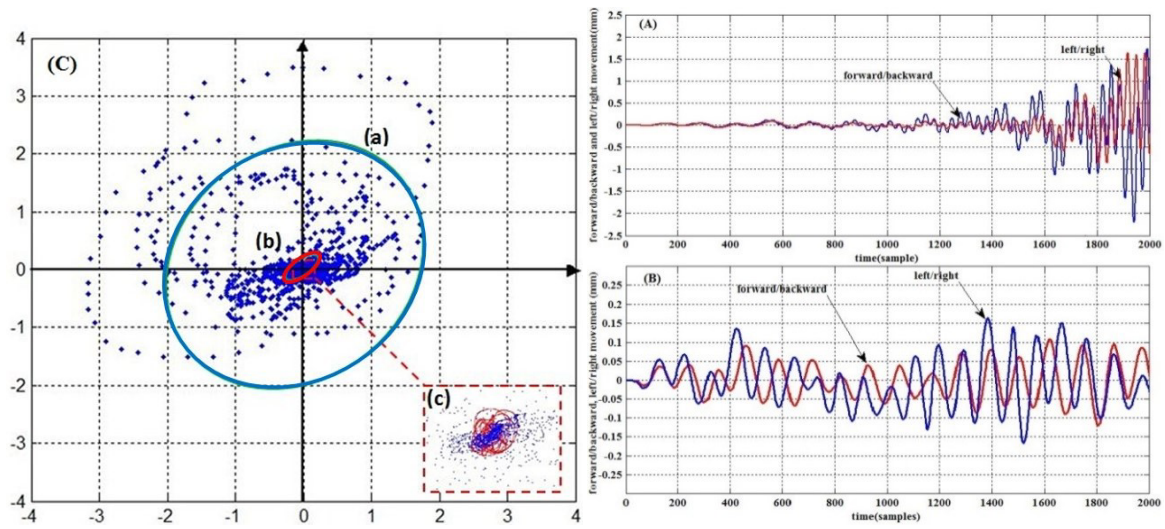 (C)
4
3
2
1
0
-1
-2
-3
-4
-4 -3 -2 -1 0 1 2 3 4
(a)
(b)
(c)
(A)
forward/backward and left/right movement(mm)
2.5
2
1.5
1
0.5
0
-0.5
-1
-1.5
-2
-2.5
left/right
forward/backward
0 200 400 600 800 1000 1200 1400 1600 1800 2000
time(sample)
(B)
forward/backward, left/right movement (mm)
0.25
0.2
0.15
0.1
0.05
0
-0.05
-0.1
-0.15
-0.2
-0.25
left/right
forward/backward
0 200 400 600 800 1000 1200 1400 1600 1800 2000
time(samples)